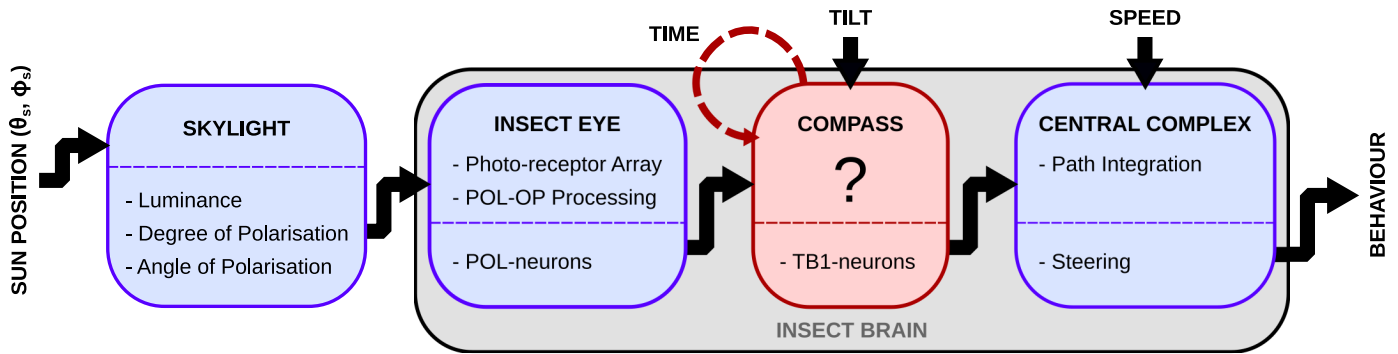 SUN POSITION (θs, ϕs)
SKYLIGHT
- Luminance
- Degree of Polarisation
- Angle of Polarisation
INSECT EYE
- Photo-receptor Array
- POL-OP Processing
- POL-neurons
TIME
TILT
COMPASS
?
- TB1-neurons
SPEED
CENTRAL COMPLEX
- Path Integration
- Steering
INSECT BRAIN
BEHAVIOUR